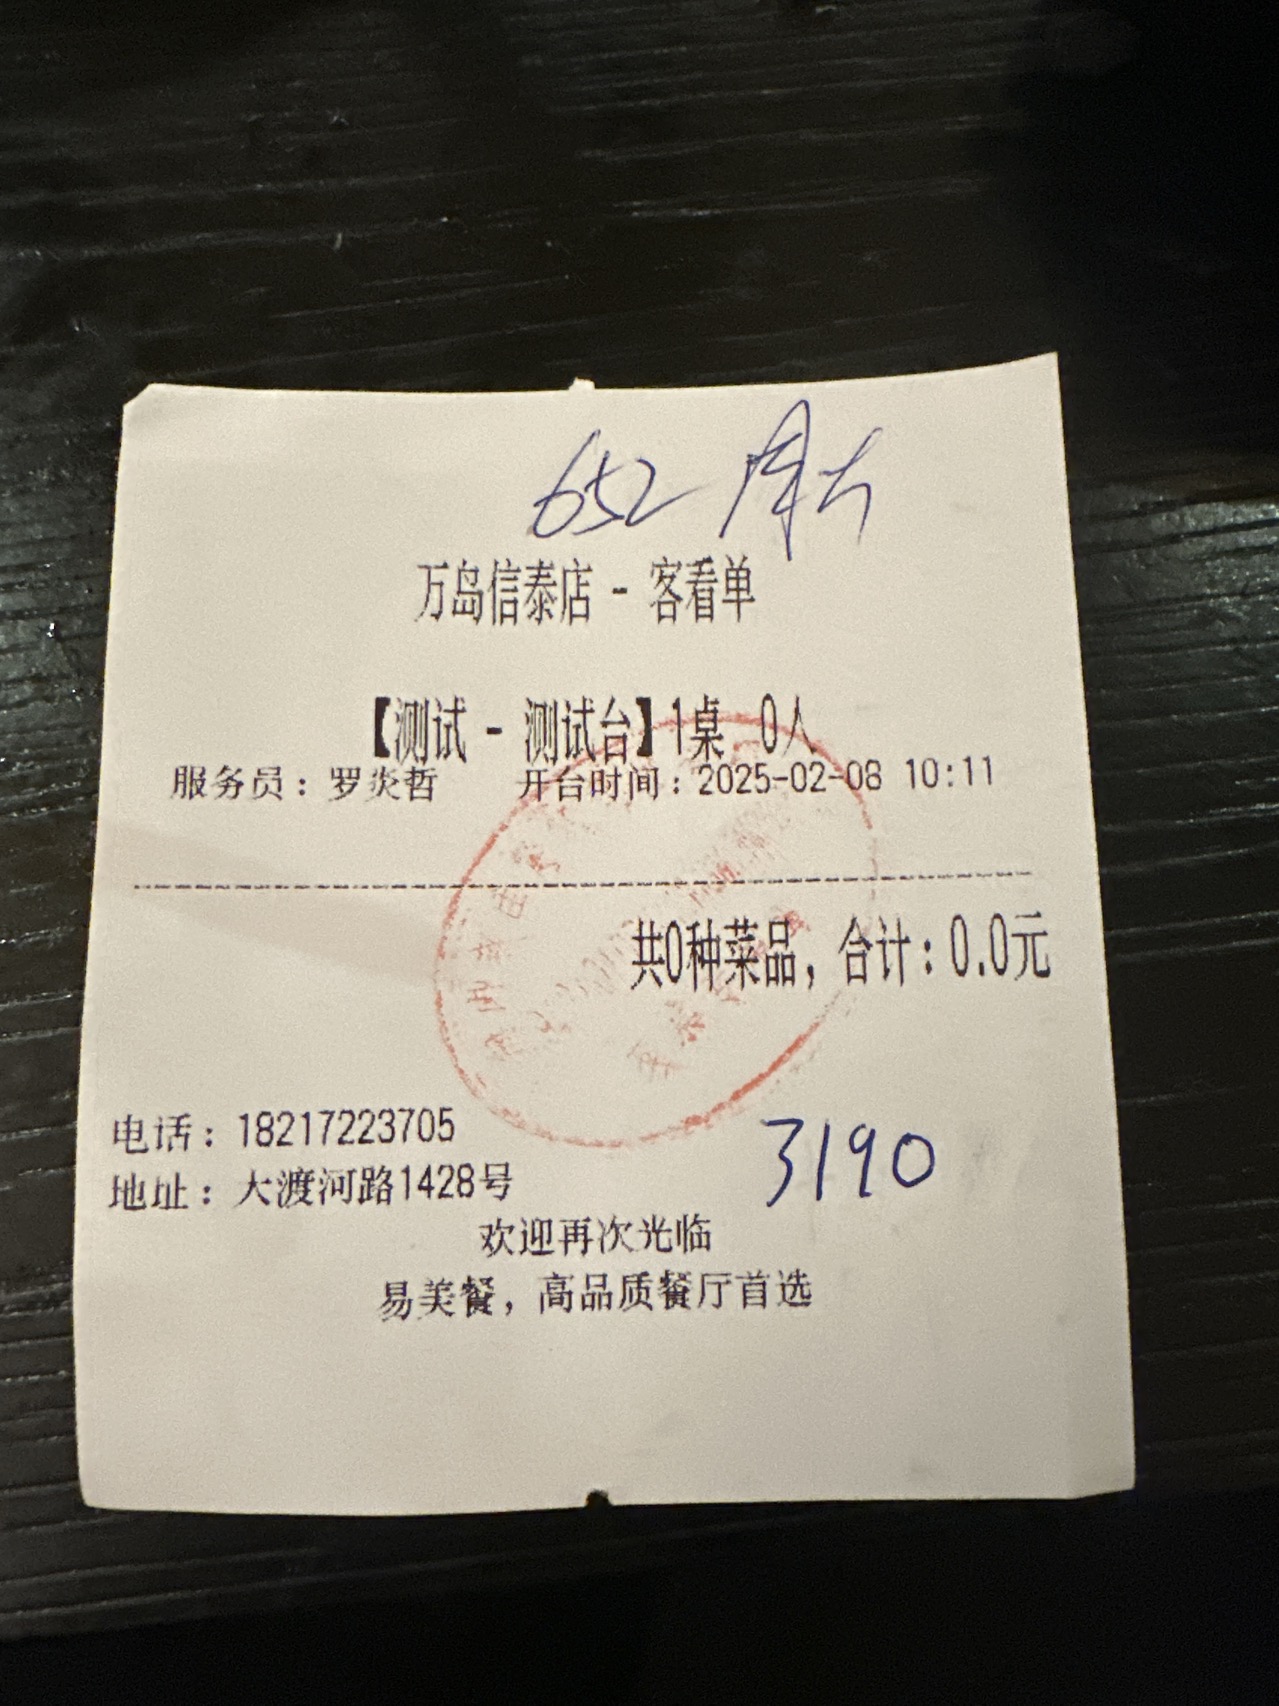 652
万岛信泰店 - 客看单
【测试 - 测试台】1桌 0人
服务员：罗炎哲 开台时间：2025-02-08 10:11
共0种菜品，合计：0.0元
电话：18217223705
3190
地址：大渡河路1428号
欢迎再次光临
易美餐，高品质餐厅首选